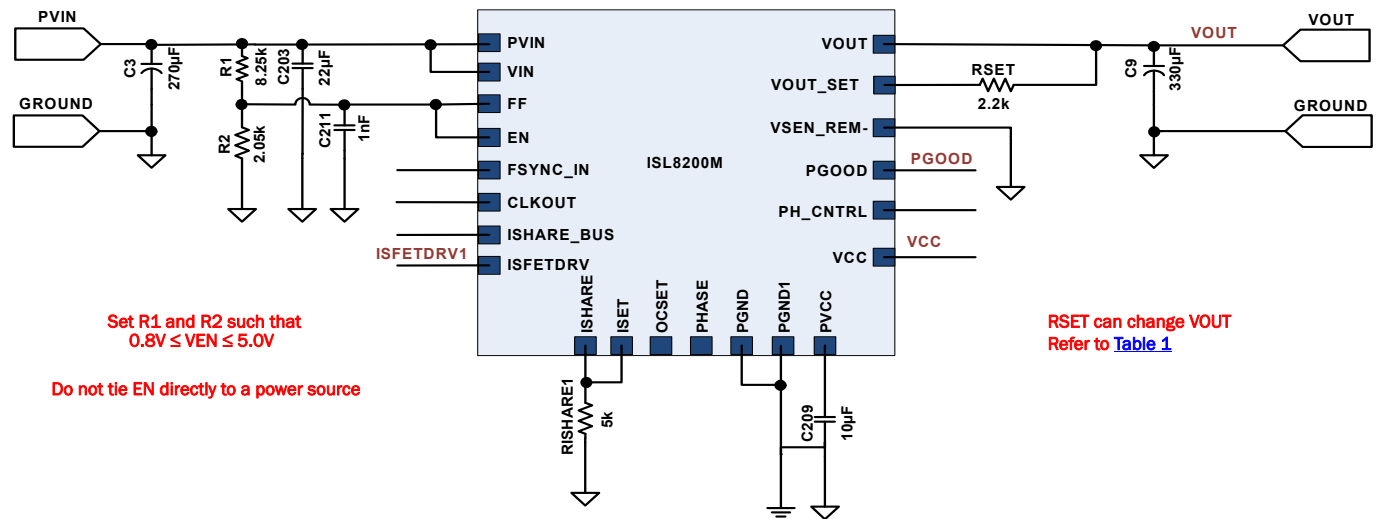 PVIN
GROUND
C3
270µF
R1
8.25k
C203
22µF
R2
2.05k
C211
1nF
ISFETDRV1
PVIN
VIN
FF
EN
FSYNC_IN
CLKOUT
ISHARE_BUS
ISFETDRV
ISL8200M
VOUT
VOUT_SET
VSEN_REM-
PGOOD
PH_CNTRL
VCC
ISHARE
ISET
OCSET
PHASE
PGND
PGND1
PVCC
RISHARE1
5k
C209
10µF
PGOOD
VCC
RSET
2.2k
VOUT
C9
330µF
VOUT
GROUND
Set R1 and R2 such that
0.8V ≤ VEN ≤ 5.0V
Do not tie EN directly to a power source
RSET can change VOUT
Refer to Table 1